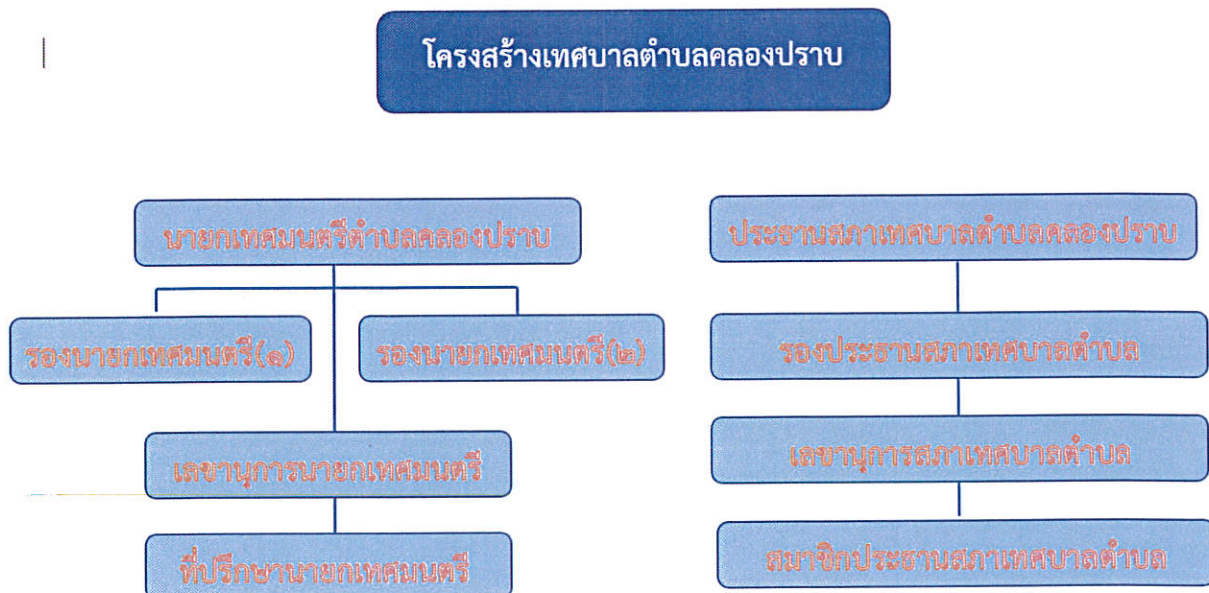 โครงสร้างเทศบาลตำบลคลองปราบ
นายกเทศมนตรีตำบลคลองปราบ
รองนายกเทศมนตรี(๑)
รองนายกเทศมนตรี(๒)
เลขานุการนายกเทศมนตรี
ที่ปรึกษานายกเทศมนตรี
ประธานสภาเทศบาลตำบลคลองปราบ
รองประธานสภาเทศบาลตำบล
เลขานุการสภาเทศบาลตำบล
สมาชิกประธานสภาเทศบาลตำบล